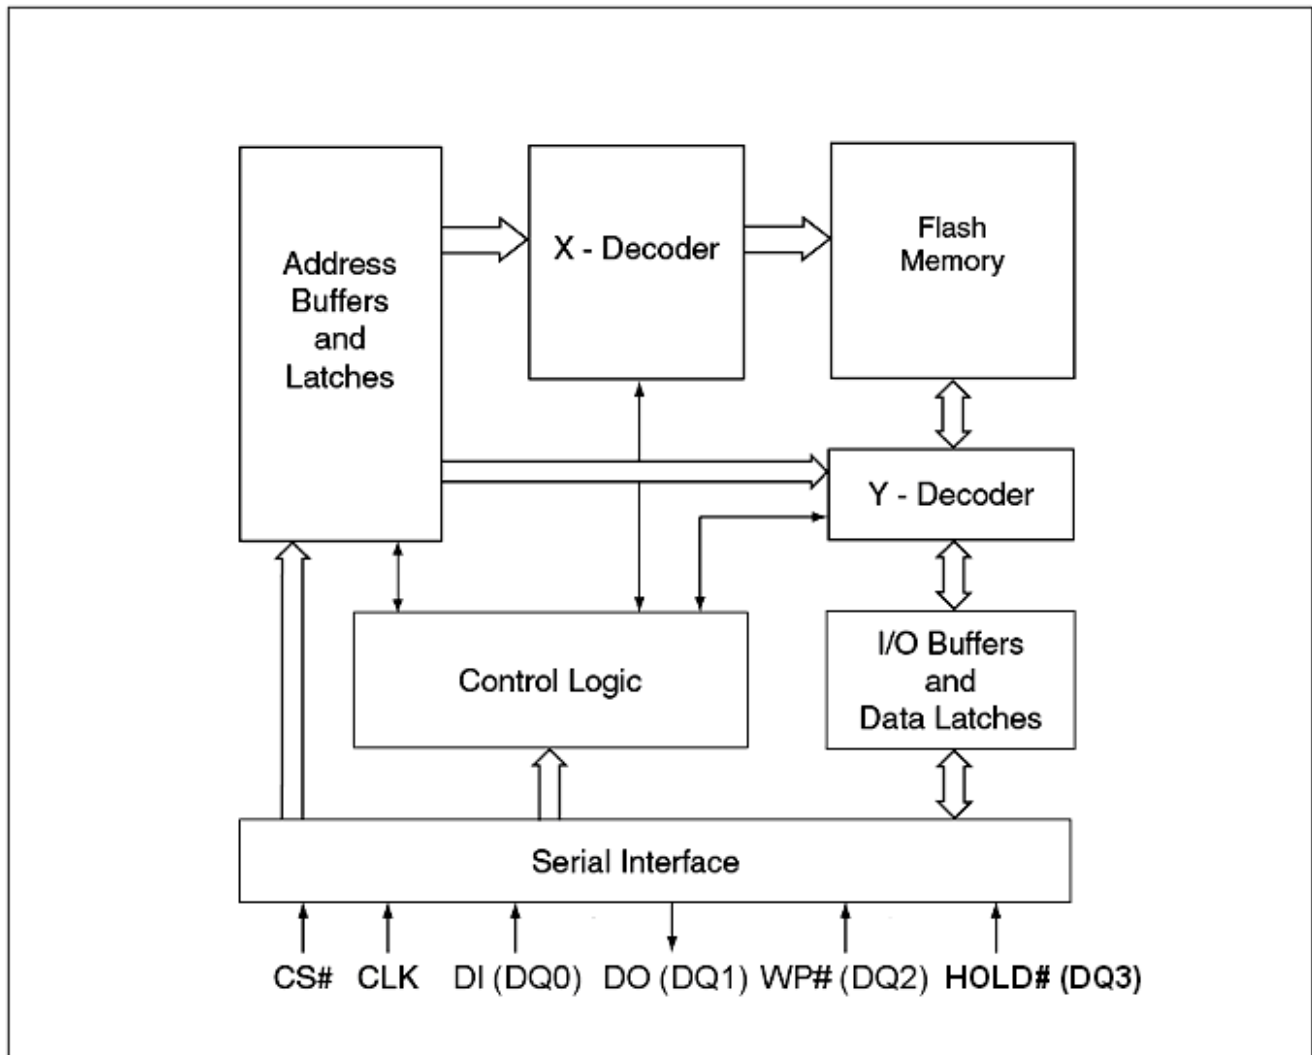 Address
Buffers
and
Latches
X - Decoder
Flash
Memory
Y - Decoder
Control Logic
I/O Buffers
and
Data Latches
Serial Interface
CS# CLK DI (DQ0) DO (DQ1) WP# (DQ2) HOLD# (DQ3)